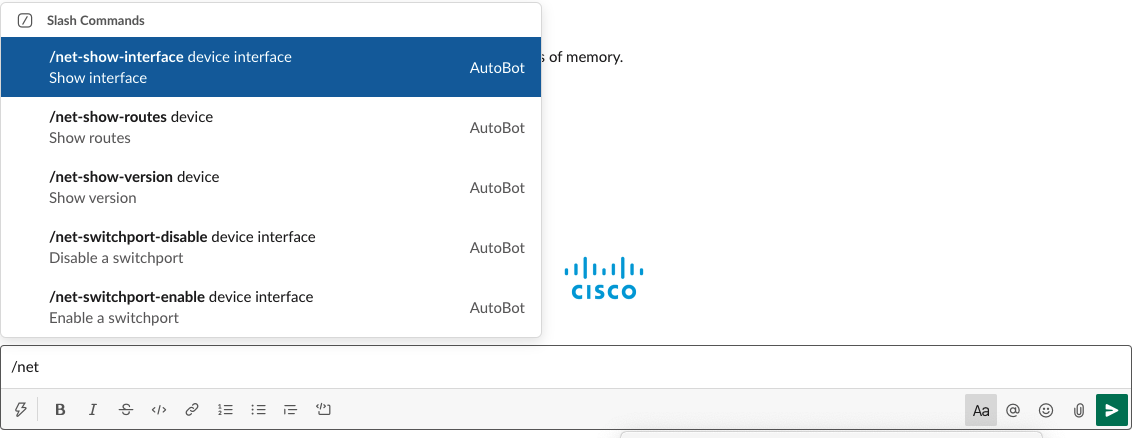 Slash Commands
/net-show-interface device interface
Show interface
AutoBot
of memory.
/net-show-routes device
Show routes
AutoBot
/net-show-version device
Show version
AutoBot
/net-switchport-disable device interface
Disable a switchport
AutoBot
/net-switchport-enable device interface
Enable a switchport
AutoBot
CISCO
/net
B I S Aa @